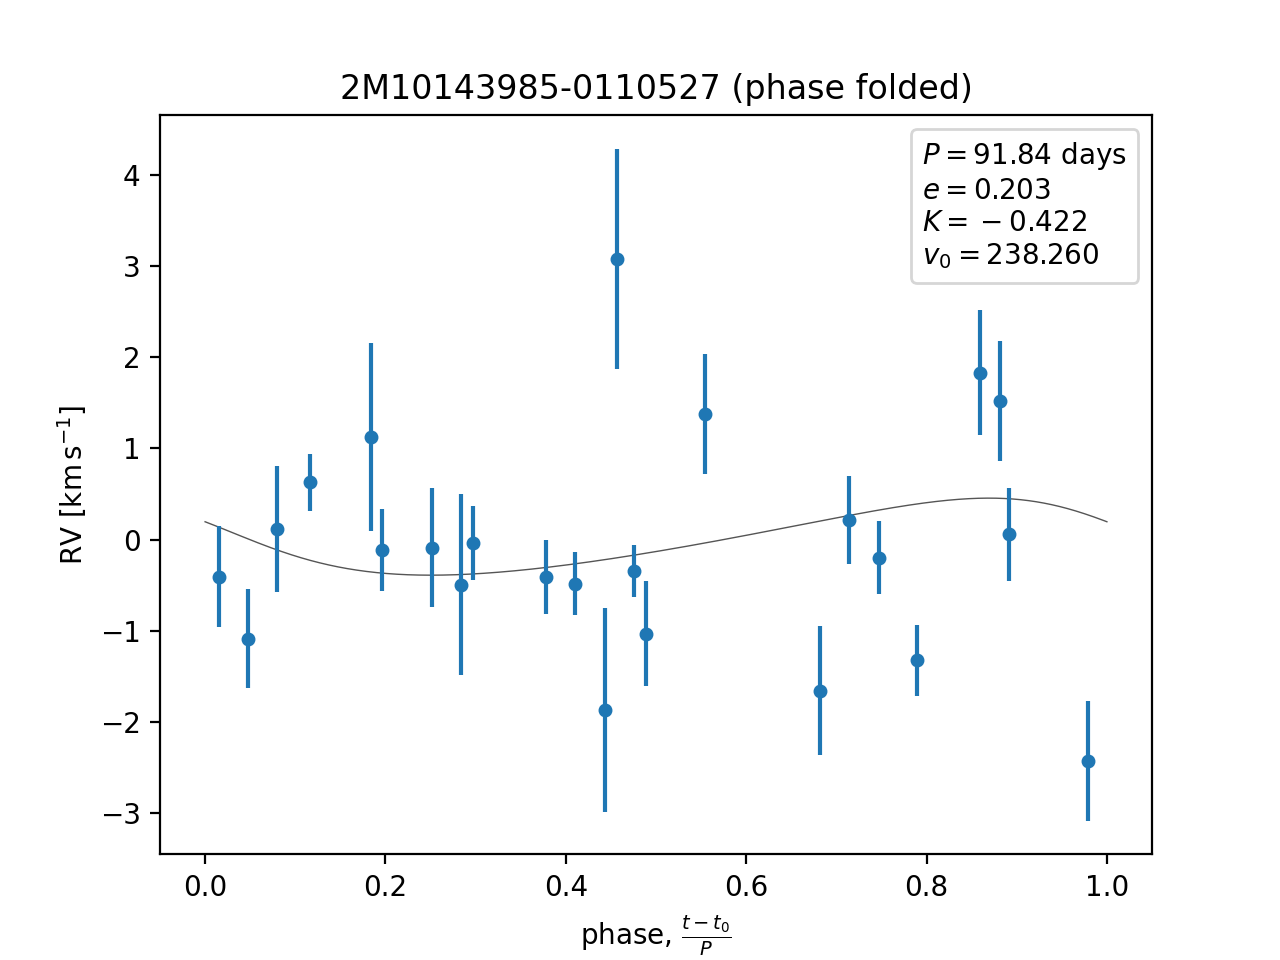 2M10143985-0110527 (phase folded)
P = 91.84 days
e = 0.203
K = −0.422
v₀ = 238.260
RV [km s⁻¹]
4
3
2
1
0
−1
−2
−3
0.0 0.2 0.4 0.6 0.8 1.0
phase, (t − t₀)/P